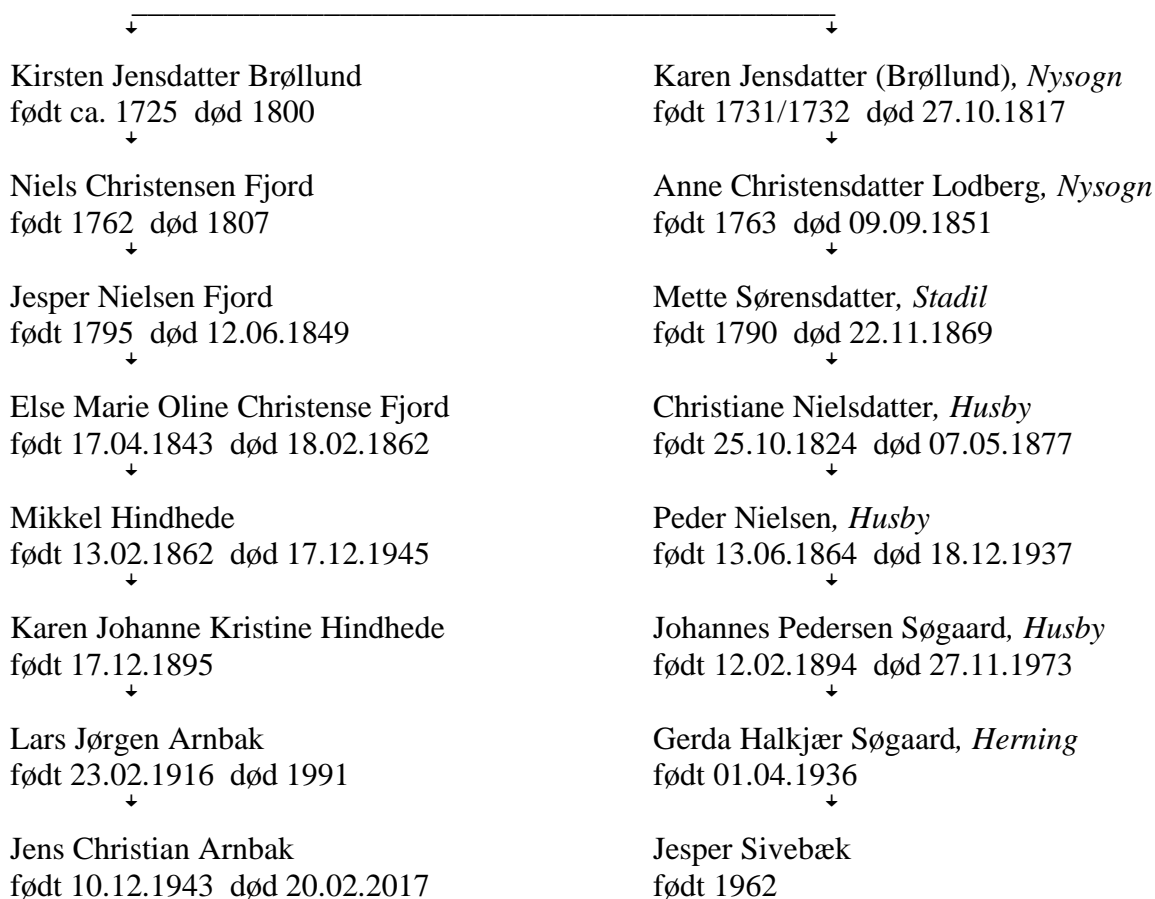 Kirsten Jensdatter Brøllund
født ca. 1725 død 1800
Niels Christensen Fjord
født 1762 død 1807
Jesper Nielsen Fjord
født 1795 død 12.06.1849
Else Marie Oline Christense Fjord
født 17.04.1843 død 18.02.1862
Mikkel Hindhede
født 13.02.1862 død 17.12.1945
Karen Johanne Kristine Hindhede
født 17.12.1895
Lars Jørgen Arnbak
født 23.02.1916 død 1991
Jens Christian Arnbak
født 10.12.1943 død 20.02.2017
Karen Jensdatter (Brøllund), Nysogn
født 1731/1732 død 27.10.1817
Anne Christensdatter Lodberg, Nysogn
født 1763 død 09.09.1851
Mette Sørensdatter, Stadil
født 1790 død 22.11.1869
Christiane Nielsdatter, Husby
født 25.10.1824 død 07.05.1877
Peder Nielsen, Husby
født 13.06.1864 død 18.12.1937
Johannes Pedersen Søgaard, Husby
født 12.02.1894 død 27.11.1973
Gerda Halkjær Søgaard, Herning
født 01.04.1936
Jesper Sivebæk
født 1962